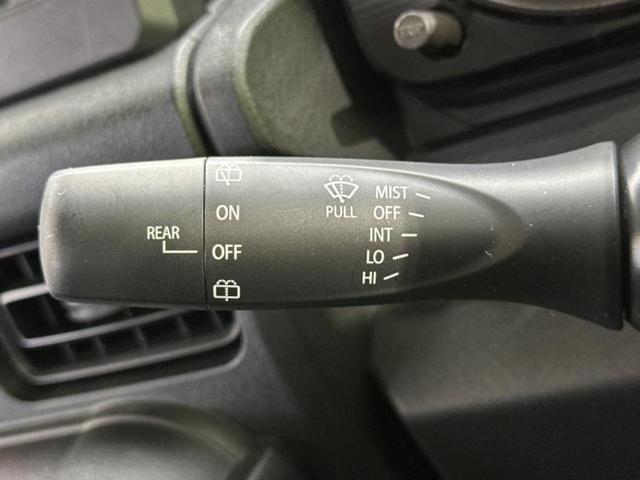 REAR
ON
OFF
PULL
MIST
OFF
INT
LO
HI